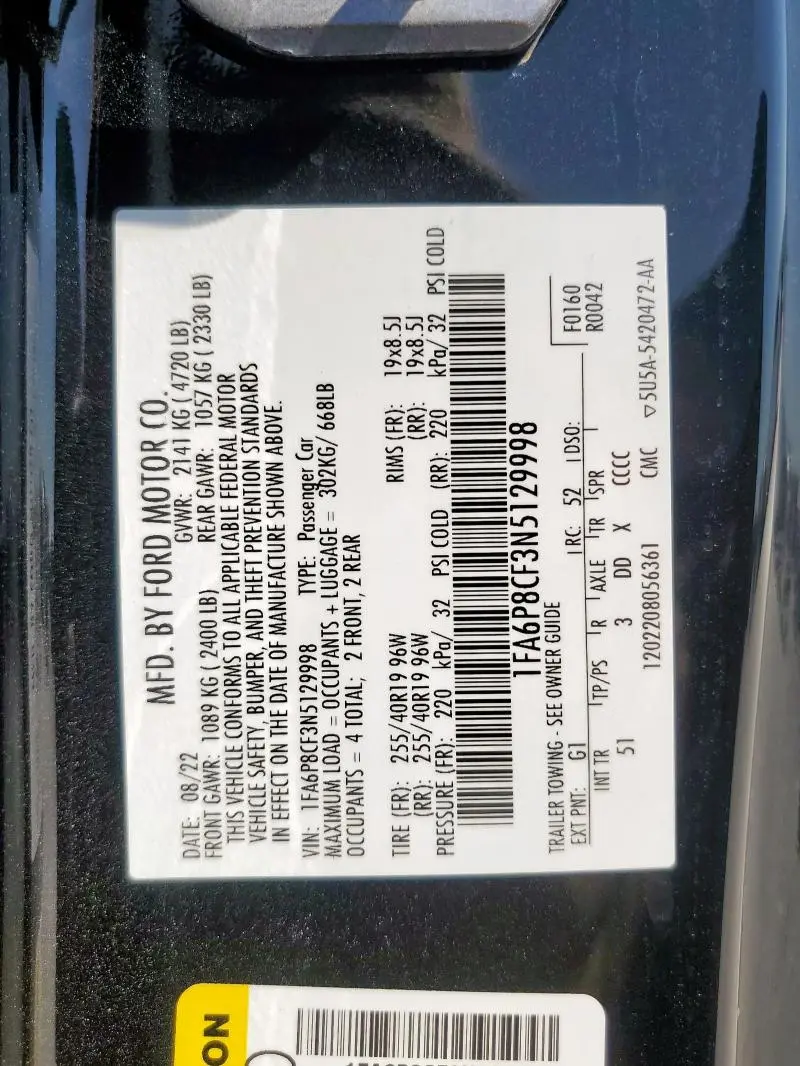 MFD. BY FORD MOTOR CO.
DATE: 08/22 GVWR: 2141 KG ( 4720 LB)
FRONT GAWR: 1089 KG ( 2400 LB) REAR GAWR: 1057 KG ( 2330 LB)
THIS VEHICLE CONFORMS TO ALL APPLICABLE FEDERAL MOTOR
VEHICLE SAFETY, BUMPER, AND THEFT PREVENTION STANDARDS
IN EFFECT ON THE DATE OF MANUFACTURE SHOWN ABOVE.
VIN: 1FA6P8CF3N5129998 TYPE: Passenger Car
MAXIMUM LOAD = OCCUPANTS + LUGGAGE = 302KG/ 668LB
OCCUPANTS = 4 TOTAL; 2 FRONT, 2 REAR
TIRE (FR): 255/40R19 96W RIMS (FR): 19x8.5J
(RR): 255/40R19 96W (RR): 19x8.5J
PRESSURE (FR): 220 kPa/ 32 PSI COLD (RR): 220 kPa/ 32 PSI COLD
1FA6P8CF3N5129998
TRAILER TOWING - SEE OWNER GUIDE
EXT PNT: G1 RC: 52 DSO: F0160
R0042
INT TR TP/PS R AXLE TR SPR
51 3 DD X CCCC
1202208056361 CMC ▽5U5A-5420472-AA
ON